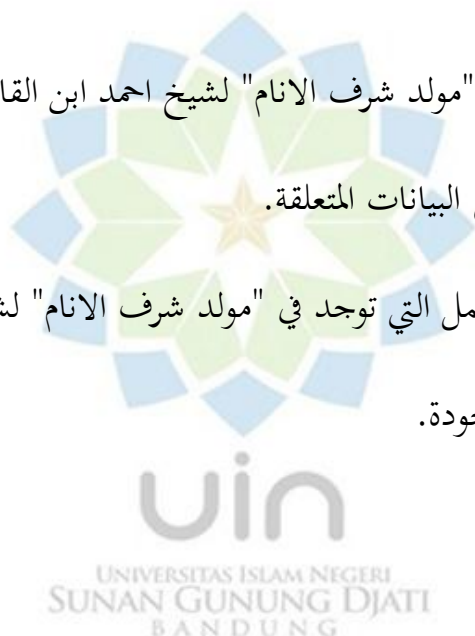 "مولد شرف الانام" لشيخ احمد ابن القا
البيانات المتعلقة.
مل التي توجد في "مولد شرف الانام" لش
جودة.
uin
UNIVERSITAS ISLAM NEGERI
SUNAN GUNUNG DJATI
BANDUNG